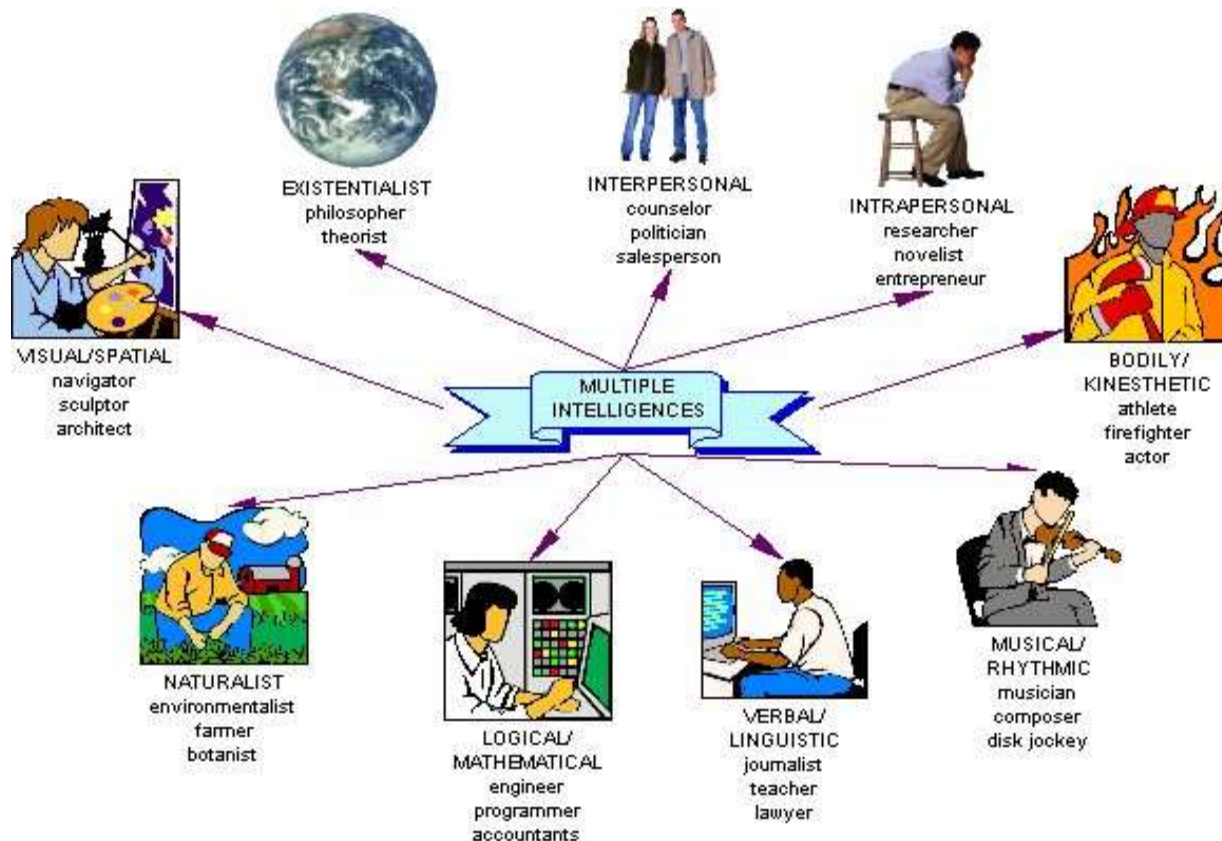 EXISTENTIALIST
philosopher
theorist
INTERPERSONAL
counselor
politician
salesperson
INTRAPERSONAL
researcher
novelist
entrepreneur
VISUAL/SPATIAL
navigator
sculptor
architect
MULTIPLE
INTELLIGENCES
BODILY/
KINESTHETIC
athlete
firefighter
actor
NATURALIST
environmentalist
farmer
botanist
LOGICAL/
MATHEMATICAL
engineer
programmer
accountants
VERBAL/
LINGUISTIC
journalist
teacher
lawyer
MUSICAL/
RHYTHMIC
musician
composer
disk jockey